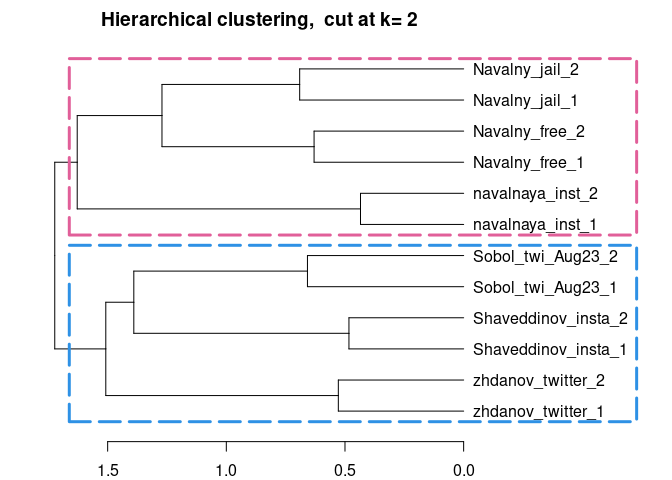 Hierarchical clustering,  cut at k= 2
Navalny_jail_2
Navalny_jail_1
Navalny_free_2
Navalny_free_1
navalnaya_inst_2
navalnaya_inst_1
Sobol_twi_Aug23_2
Sobol_twi_Aug23_1
Shaveddinov_insta_2
Shaveddinov_insta_1
zhdanov_twitter_2
zhdanov_twitter_1
1.5 1.0 0.5 0.0